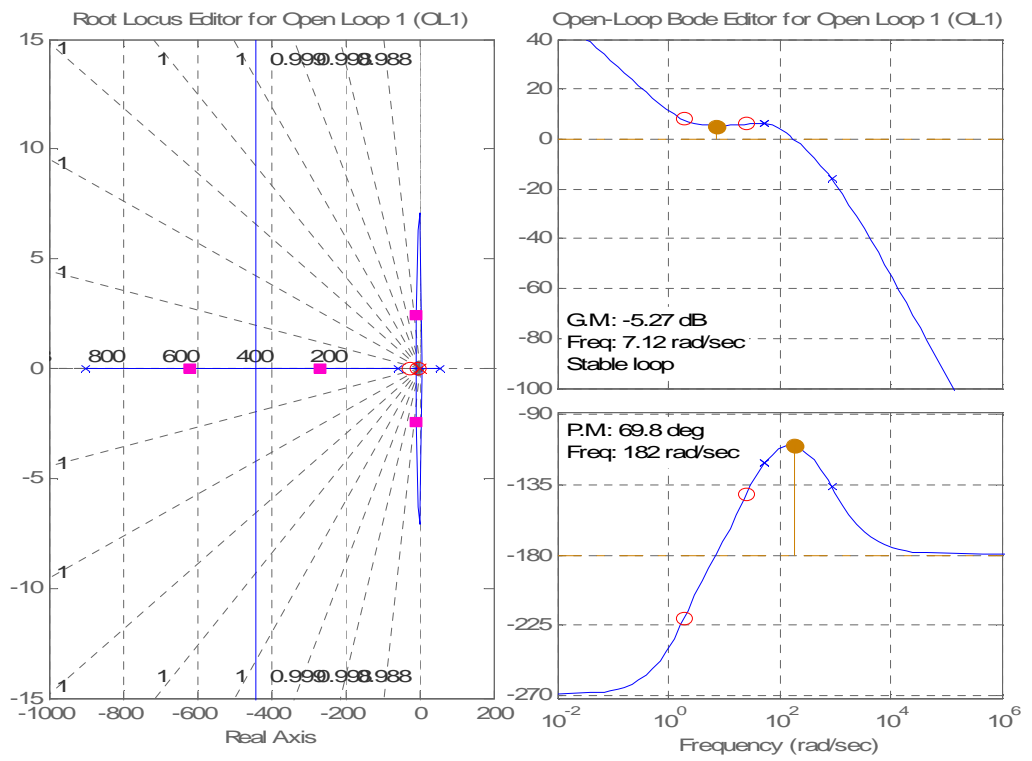 Root Locus Editor for Open Loop 1 (OL1)
15
10
5
0
-5
-10
-15
1 1 1 0.999 0.998 0.988
1
1
800 600 400 200
1
1
1 1 1 0.999 0.998 0.988
-1000 -800 -600 -400 -200 0 200
Real Axis
Open-Loop Bode Editor for Open Loop 1 (OL1)
40
20
0
-20
-40
-60
-80
-100
G.M.: -5.27 dB
Freq: 7.12 rad/sec
Stable loop
-90
-135
-180
-225
-270
P.M.: 69.8 deg
Freq: 182 rad/sec
10^-2 10^0 10^2 10^4 10^6
Frequency (rad/sec)